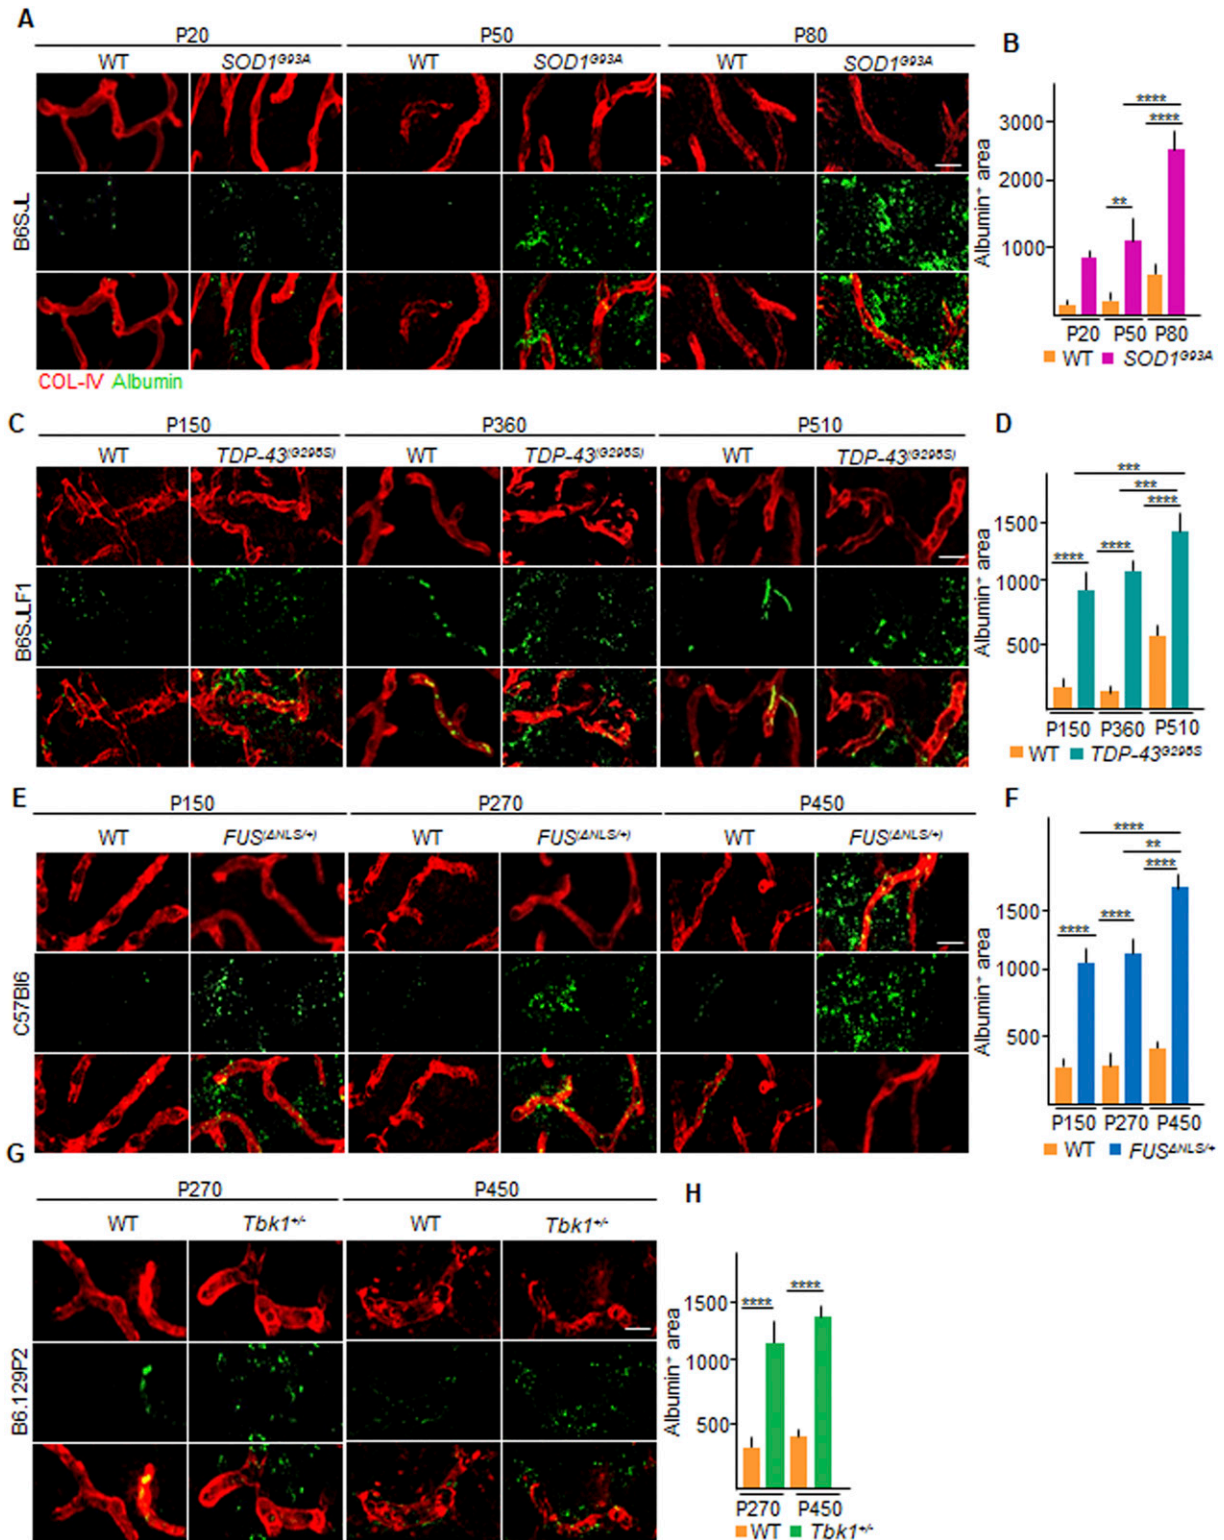 A
P20 P50 P80
WT SOD1ᴳ⁹³ᴬ WT SOD1ᴳ⁹³ᴬ WT SOD1ᴳ⁹³ᴬ
B6SJL
COL-IV Albumin
B
Albumin⁺ area
3000
2000
1000
**
****
****
P20 P50 P80
WT SOD1ᴳ⁹³ᴬ
C
P150 P360 P510
WT TDP-43⁽ᴳ²⁹⁸ˢ⁾ WT TDP-43⁽ᴳ²⁹⁸ˢ⁾ WT TDP-43⁽ᴳ²⁹⁸ˢ⁾
B6SJLF1
D
Albumin⁺ area
1500
1000
500
***
***
****
**** ****
P150 P360 P510
WT TDP-43ᴳ²⁹⁸ˢ
E
P150 P270 P450
WT FUS(ΔNLS/+) WT FUS(ΔNLS/+) WT FUS(ΔNLS/+)
C57Bl6
F
Albumin⁺ area
1500
1000
500
****
**
****
**** ****
P150 P270 P450
WT FUSΔNLS/+
G
P270 P450
WT Tbk1⁺/⁻ WT Tbk1⁺/⁻
B6.129P2
H
Albumin⁺ area
1500
1000
500
**** ****
P270 P450
WT Tbk1⁺/⁻